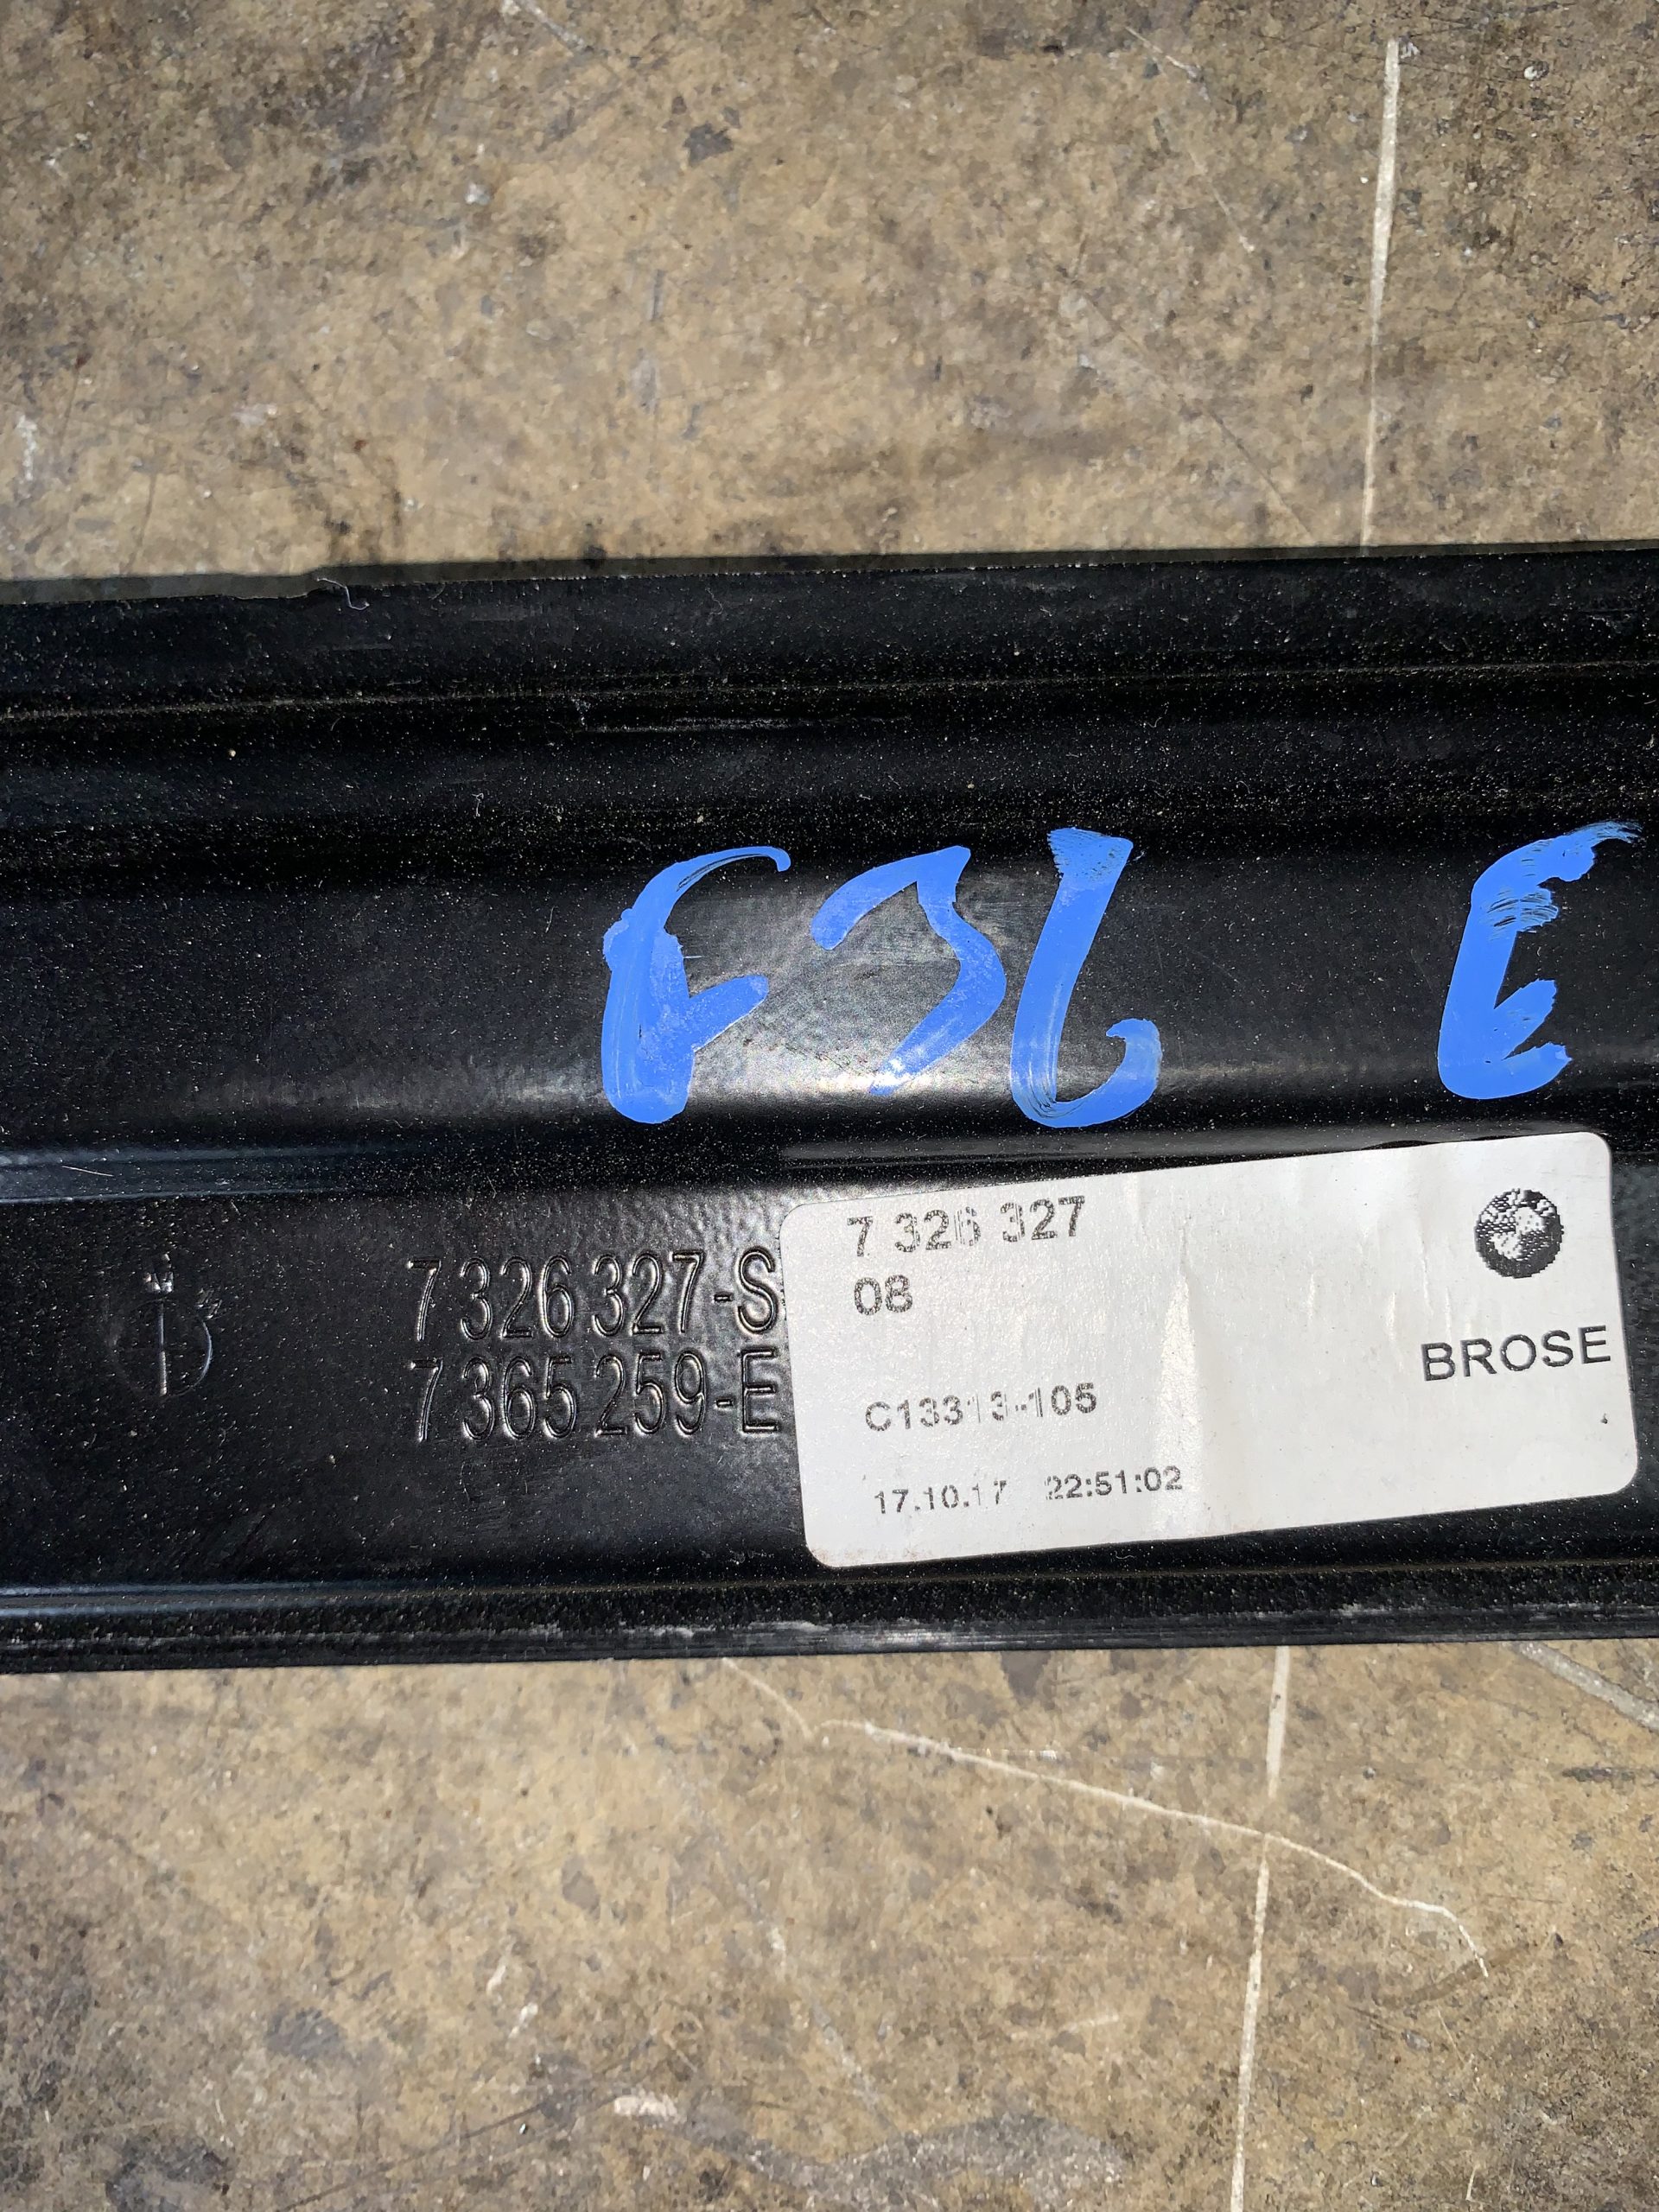 F36 E
7 326 327-S
7 365 259-E
7 326 327
08
BROSE
C13313-105
17.10.17 22:51:02